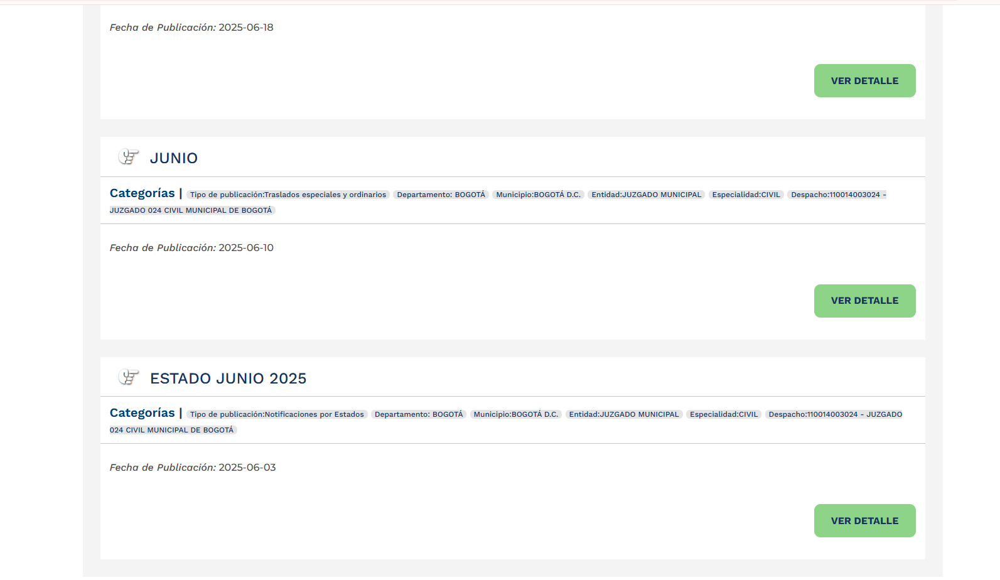 Fecha de Publicación: 2025-06-18
VER DETALLE
JUNIO
Categorías | Tipo de publicación:Traslados especiales y ordinarios Departamento: BOGOTÁ Municipio:BOGOTÁ D.C. Entidad:JUZGADO MUNICIPAL Especialidad:CIVIL Despacho:110014003024 -
JUZGADO 024 CIVIL MUNICIPAL DE BOGOTÁ
Fecha de Publicación: 2025-06-10
VER DETALLE
ESTADO JUNIO 2025
Categorías | Tipo de publicación:Notificaciones por Estados Departamento: BOGOTÁ Municipio:BOGOTÁ D.C. Entidad:JUZGADO MUNICIPAL Especialidad:CIVIL Despacho:110014003024 - JUZGADO
024 CIVIL MUNICIPAL DE BOGOTÁ
Fecha de Publicación: 2025-06-03
VER DETALLE